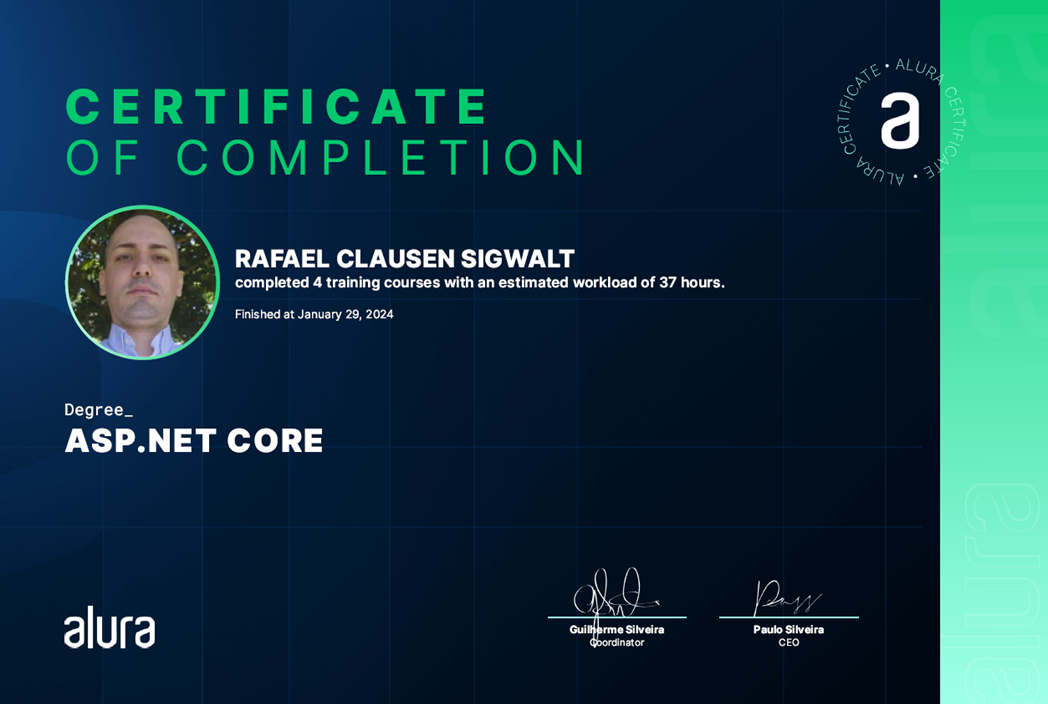 CERTIFICATE
OF COMPLETION
ALURA CERTIFICATE • ALURA CERTIFICATE •
a
RAFAEL CLAUSEN SIGWALT
completed 4 training courses with an estimated workload of 37 hours.
Finished at January 29, 2024
Degree_
ASP.NET CORE
alura
Guilherme Silveira
Coordinator
Paulo Silveira
CEO
alura
alura